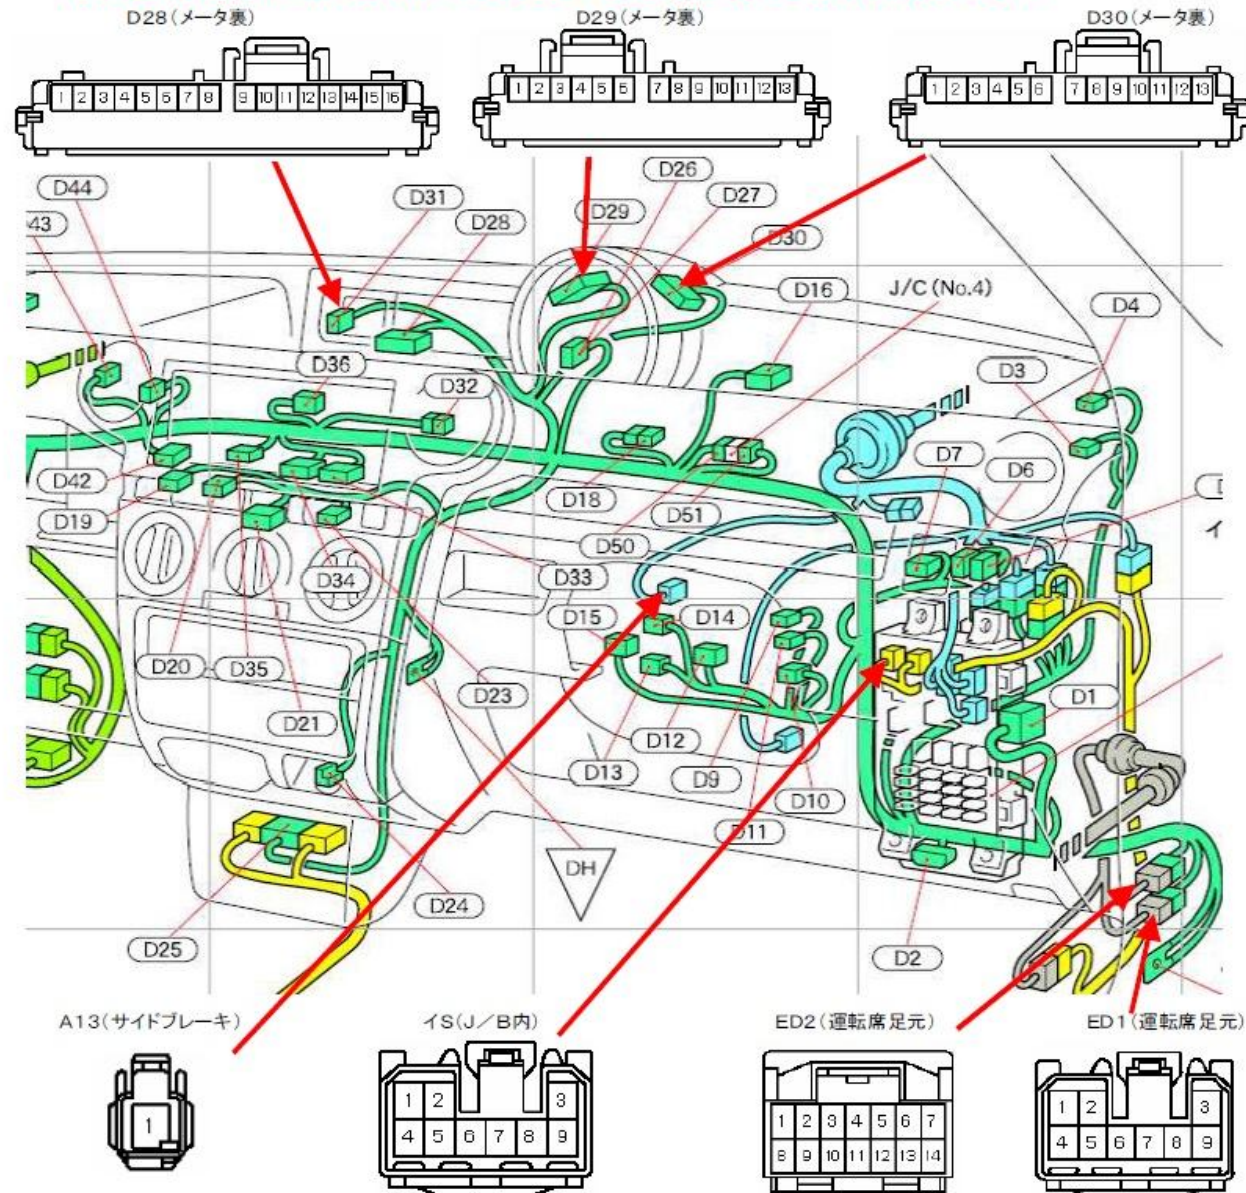 D28(メータ裏)
D29(メータ裏)
D30(メータ裏)
1 2 3 4 5 6 7 8 9 10 11 12 13 14 15 16
1 2 3 4 5 6 7 8 9 10 11 12 13
1 2 3 4 5 6 7 8 9 10 11 12 13
D44
D31
D26
D27
43
D28
D29
D30
D16
J/C(No.4)
D4
D36
D32
D3
D42
D18
D51
D7
D6
D19
D50
イ
D34
D33
D15
D14
D20
D35
D23
D1
D21
D12
D13
D9
D10
D11
DH
D24
D25
D2
A13(サイドブレーキ)
イS(J/B内)
ED2(運転席足元)
ED1(運転席足元)
1
1 2 3
4 5 6 7 8 9
1 2 3 4 5 6 7
8 9 10 11 12 13 14
1 2 3
4 5 6 7 8 9